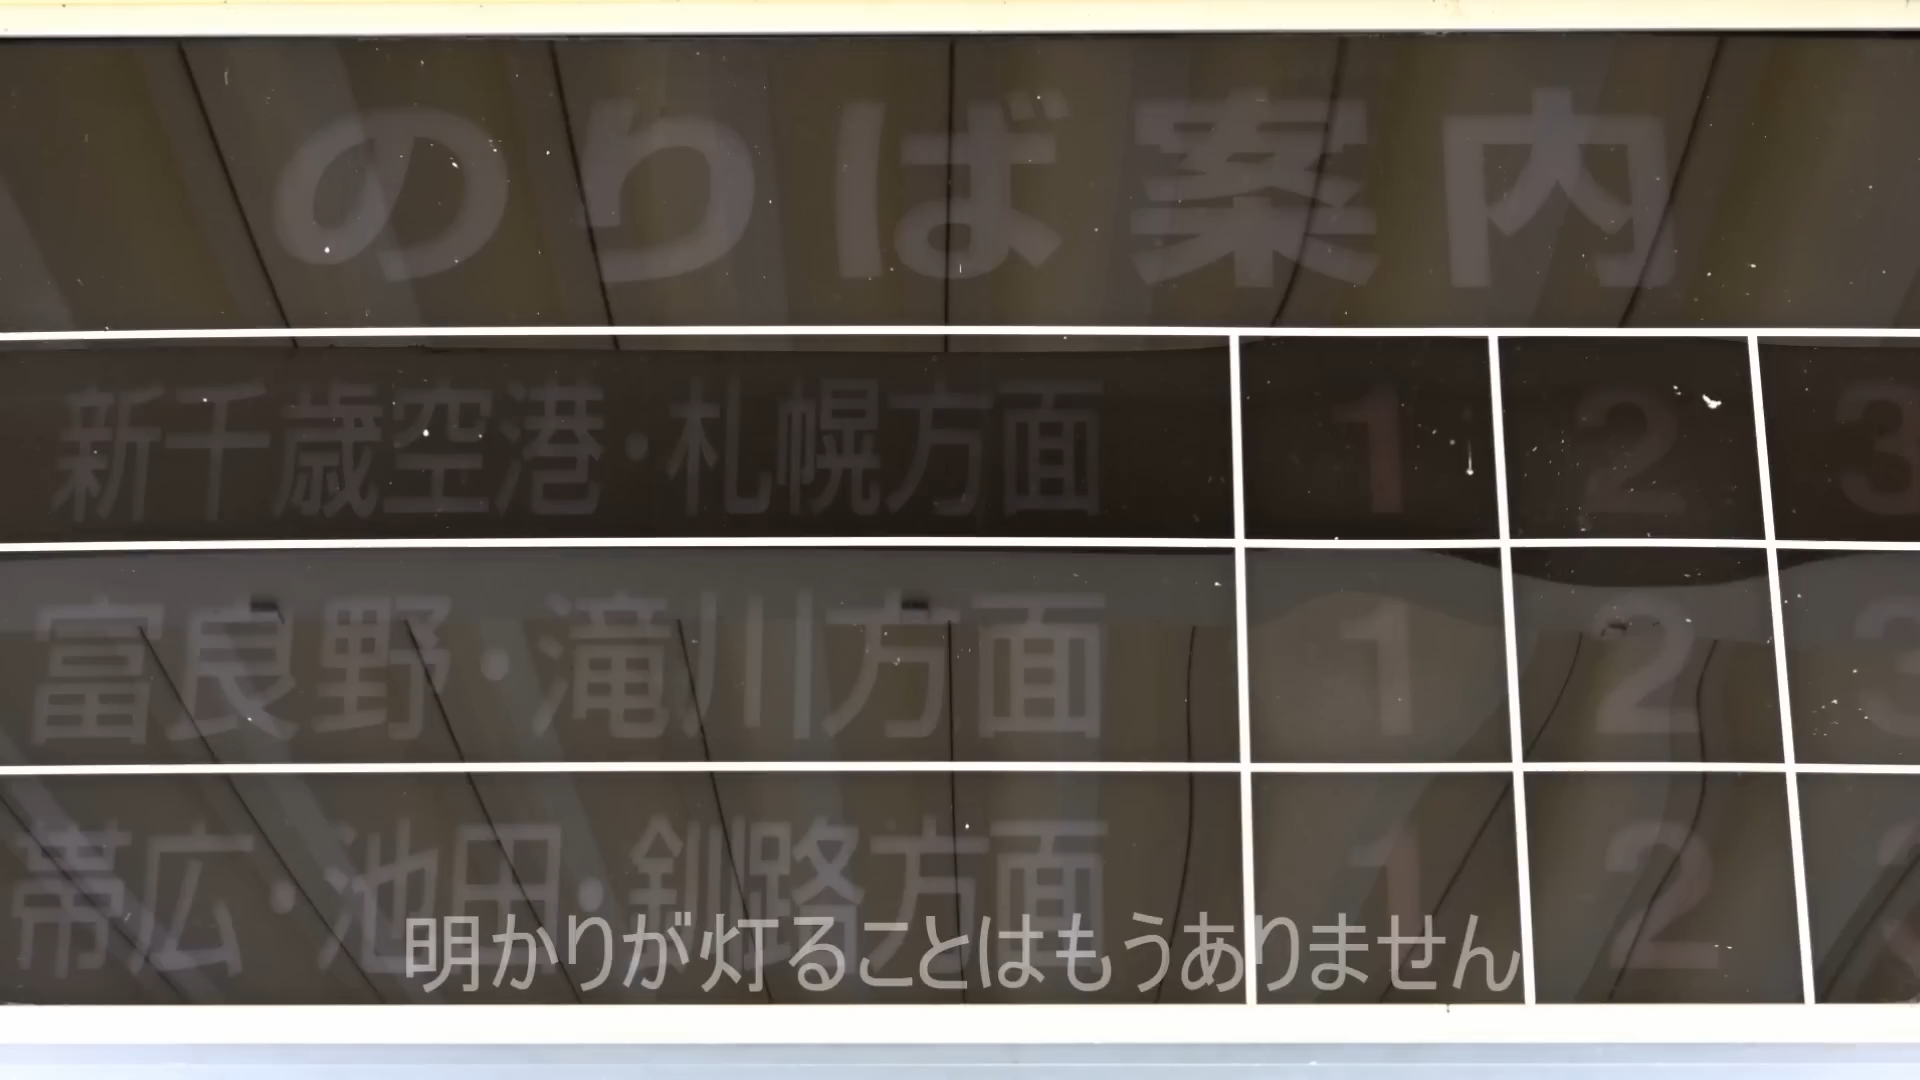 のりば案内
新千歳空港・札幌方面 1 2 3
富良野・滝川方面 1 2 3
帯広・池田・釧路方面 1 2 3
明かりが灯ることはもうありません